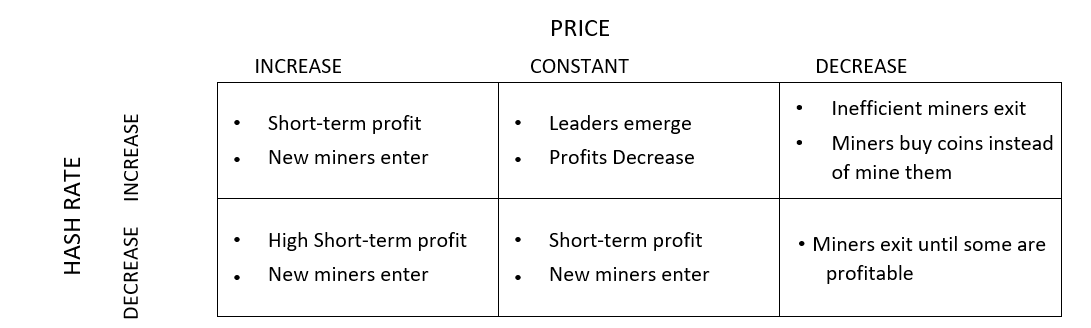 PRICE
INCREASE CONSTANT DECREASE
HASH RATE
INCREASE
• Short-term profit
• New miners enter
• Leaders emerge
• Profits Decrease
• Inefficient miners exit
• Miners buy coins instead
of mine them
DECREASE
• High Short-term profit
• New miners enter
• Short-term profit
• New miners enter
• Miners exit until some are
profitable